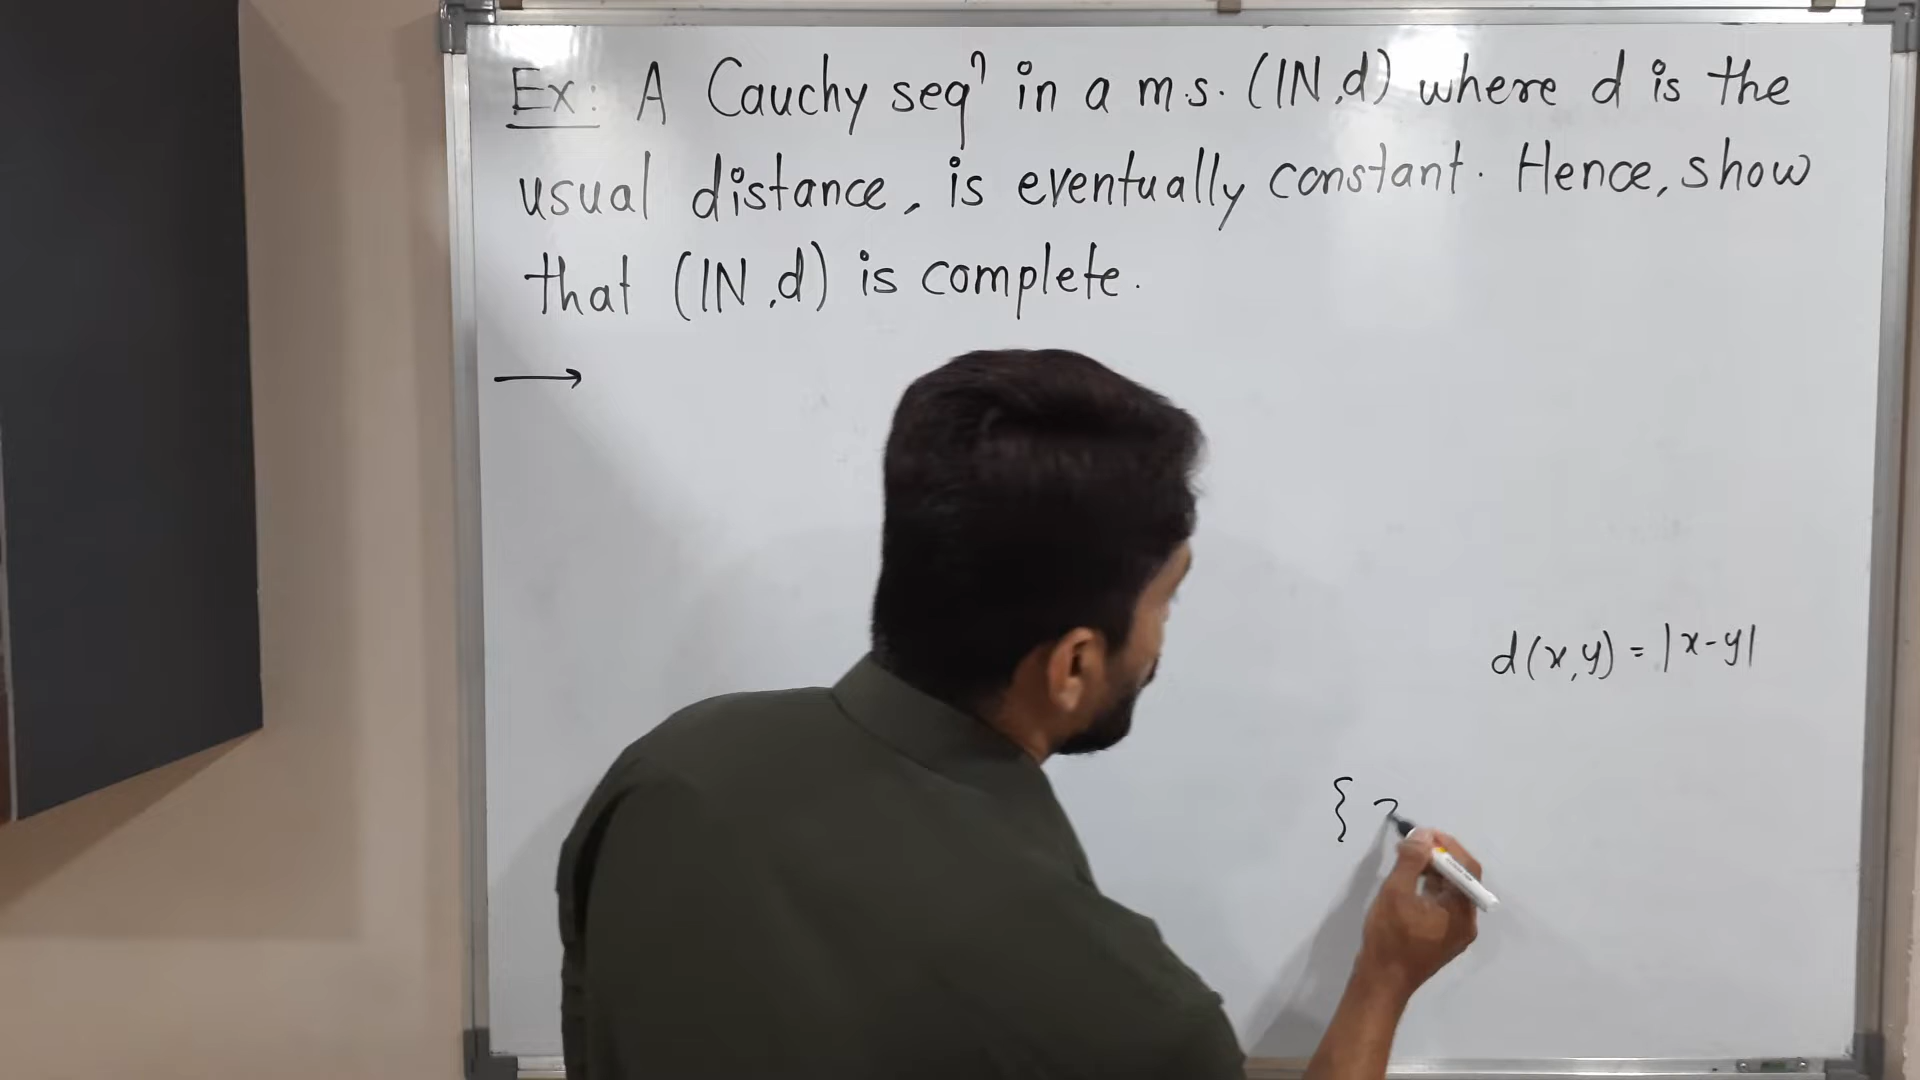 Ex: A Cauchy seqⁿ in a m.s. (IN,d) where d is the
usual distance, is eventually constant. Hence, show
that (IN,d) is complete.
→
d(x,y) = |x-y|
{